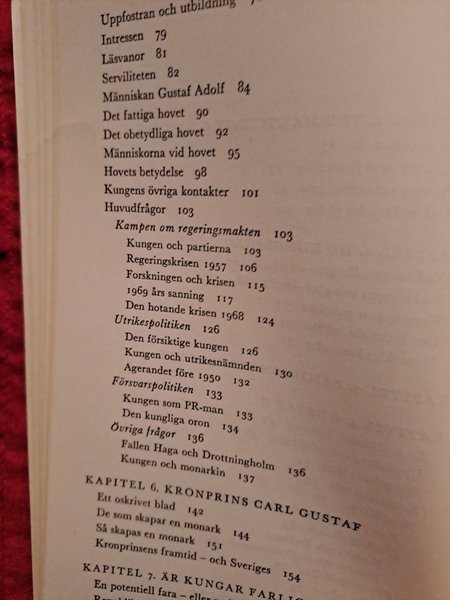 Uppfostran och utbildning
Intressen 79
Läsvanor 81
Serviliteten 82
Människan Gustaf Adolf 84
Det fattiga hovet 90
Det obetydliga hovet 92
Människorna vid hovet 95
Hovets betydelse 98
Kungens övriga kontakter 101
Huvudfrågor 103
Kampen om regeringsmakten 103
Kungen och partierna 103
Regeringskrisen 1957 106
Forskningen och krisen 115
1969 års sanning 117
Den hotande krisen 1968 124
Utrikespolitiken 126
Den försiktige kungen 126
Kungen och utrikesnämnden 130
Agerandet före 1950 132
Försvarspolitiken 133
Kungen som PR-man 133
Den kungliga oron 134
Övriga frågor 136
Fallen Haga och Drottningholm 136
Kungen och monarkin 137
KAPITEL 6. KRONPRINS CARL GUSTAF
Ett oskrivet blad 142
De som skapar en monark 144
Så skapas en monark 151
Kronprinsens framtid – och Sveriges 154
KAPITEL 7. ÄR KUNGAR FARLIG
En potentiell fara – eller